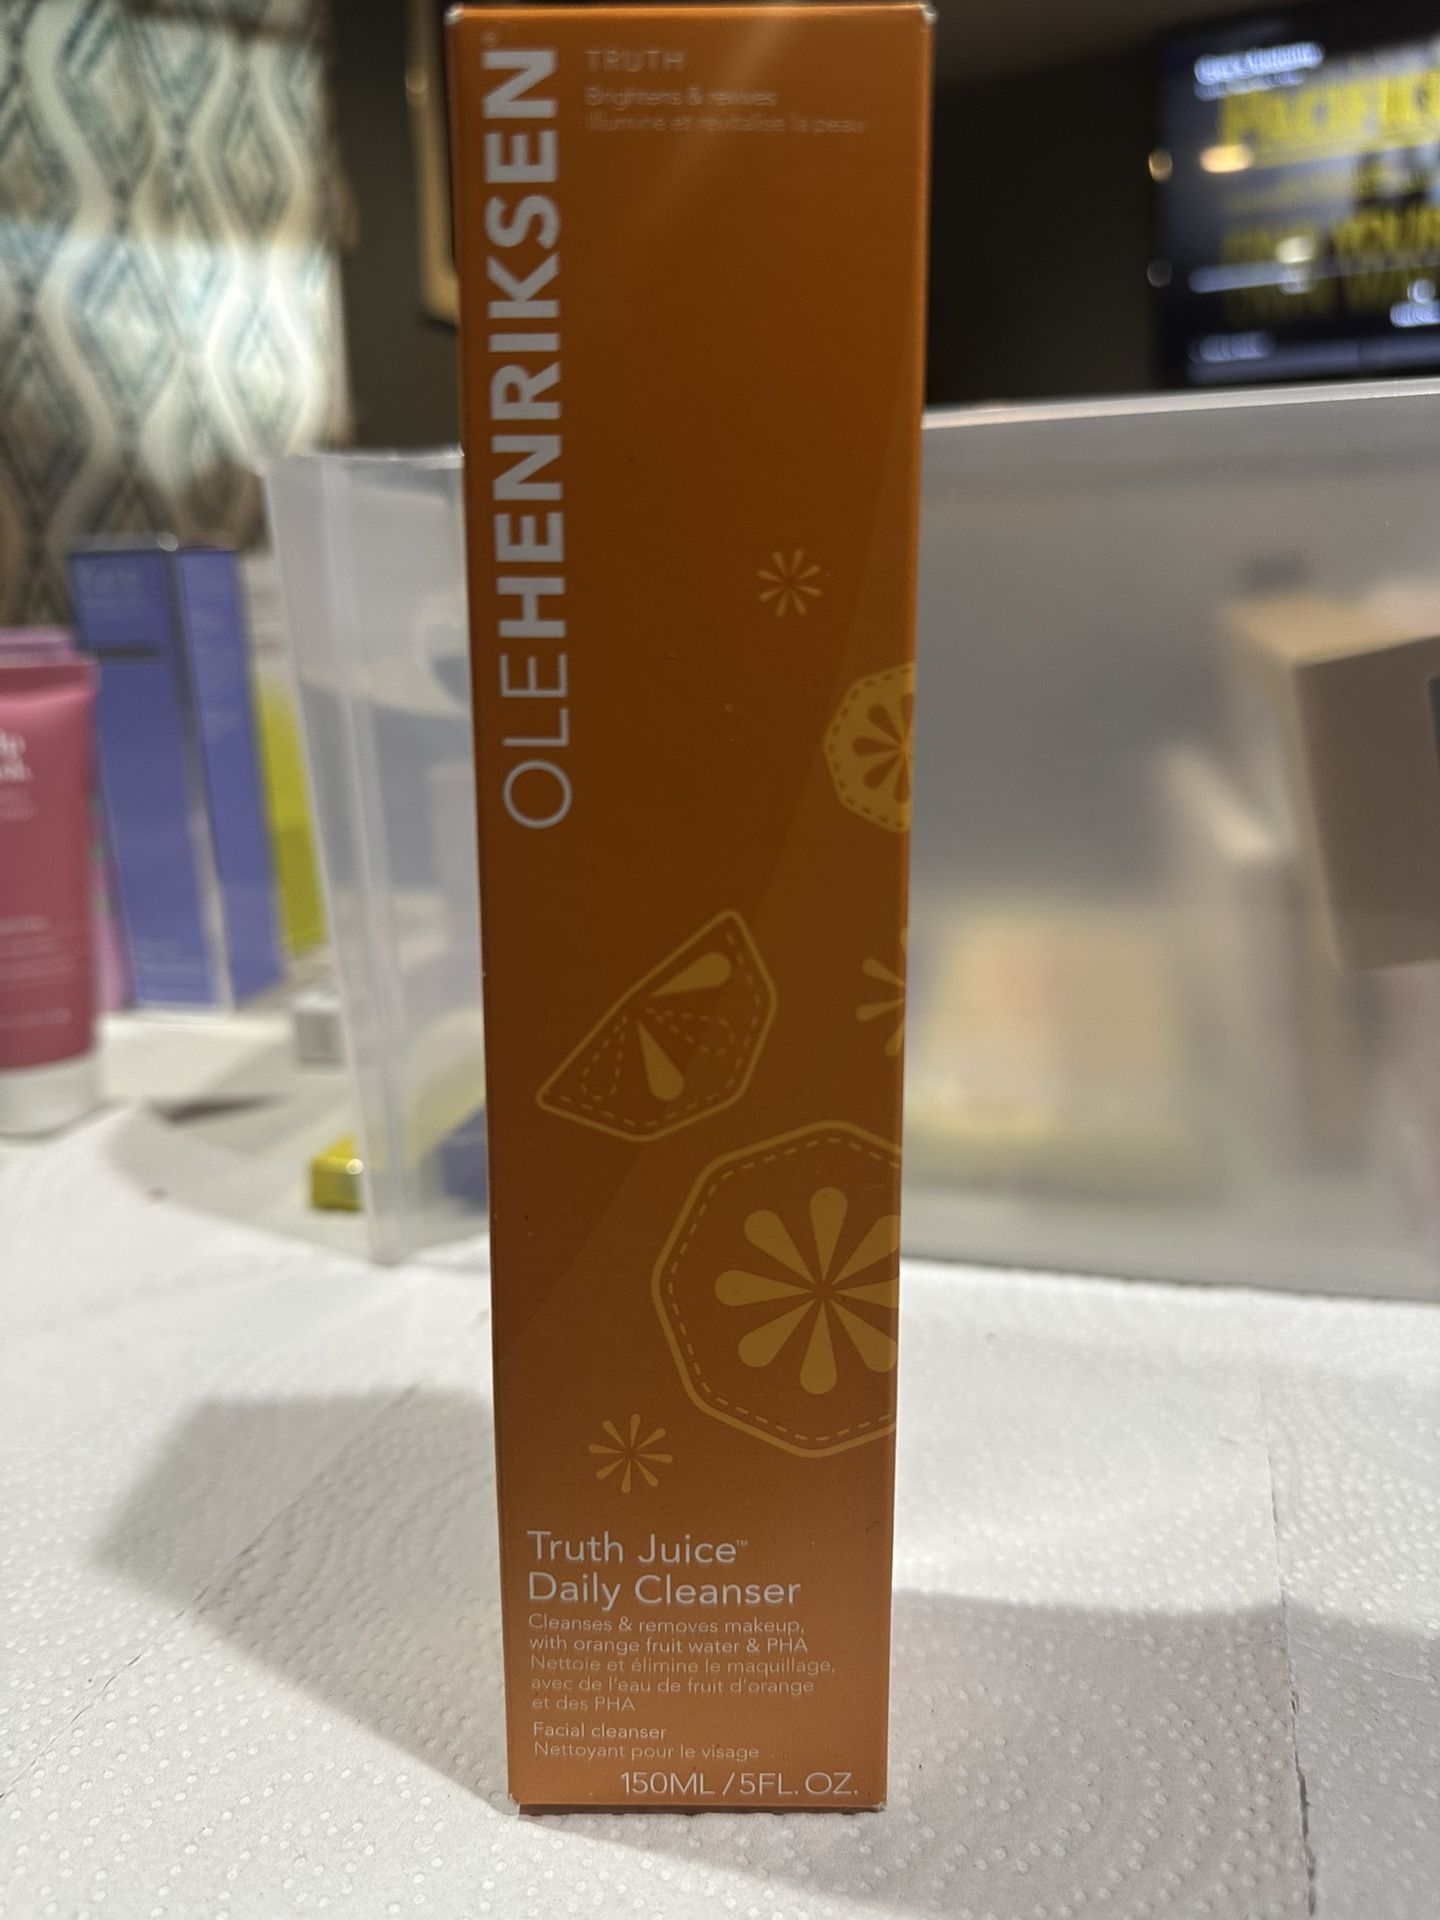 OLEHENRIKSEN
TRUTH
Brightens & revives
Illumine et revitalise la peau
Truth Juice™
Daily Cleanser
Cleanses & removes makeup,
with orange fruit water & PHA
Nettoie et élimine le maquillage,
avec de l'eau de fruit d'orange
et des PHA
Facial cleanser
Nettoyant pour le visage
150ML/5FL. OZ.